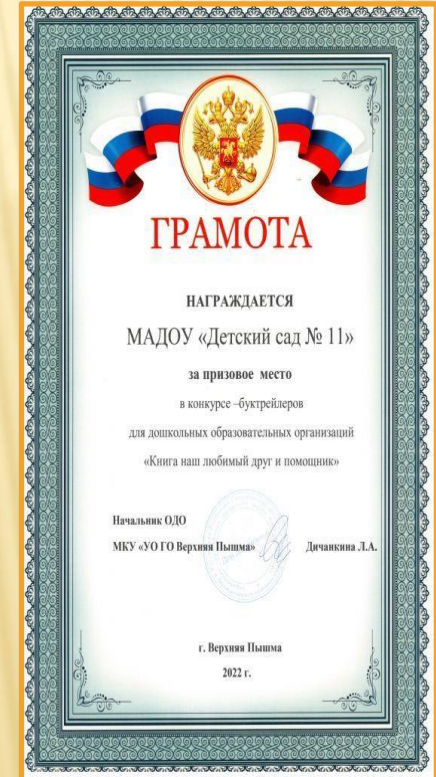 ГРАМОТА
НАГРАЖДАЕТСЯ
МАДОУ «Детский сад № 11»
за призовое место
в конкурсе –буктрейлеров
для дошкольных образовательных организаций
«Книга наш любимый друг и помощник»
Начальник ОДО
МКУ «УО ГО Верхняя Пышма» Дичанкина Л.А.
г. Верхняя Пышма
2022 г.